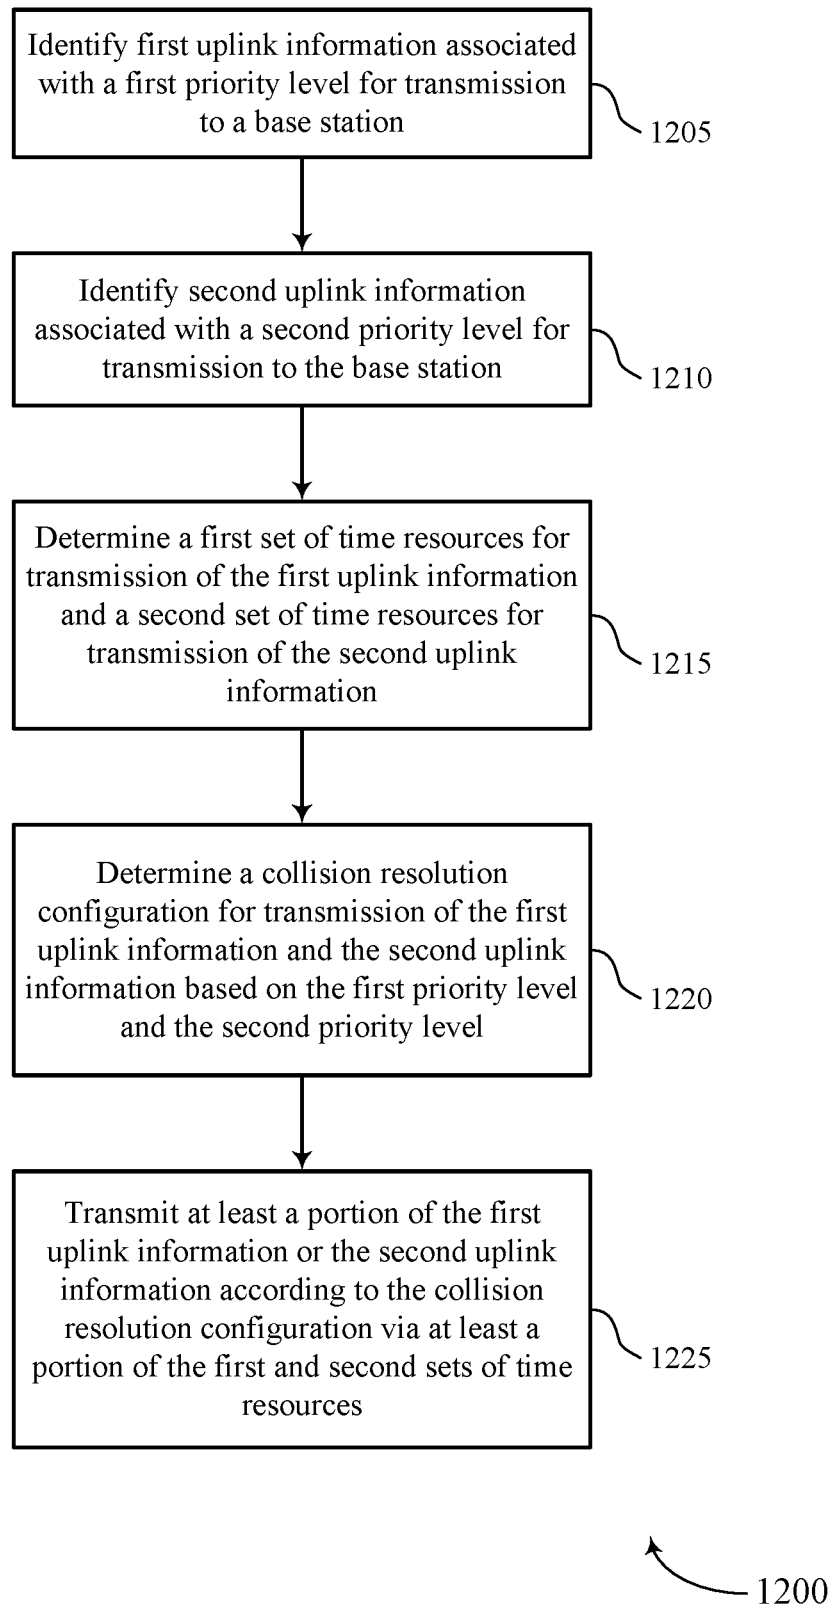 Identify first uplink information associated
with a first priority level for transmission
to a base station
1205
Identify second uplink information
associated with a second priority level for
transmission to the base station
1210
Determine a first set of time resources for
transmission of the first uplink information
and a second set of time resources for
transmission of the second uplink
information
1215
Determine a collision resolution
configuration for transmission of the first
uplink information and the second uplink
information based on the first priority level
and the second priority level
1220
Transmit at least a portion of the first
uplink information or the second uplink
information according to the collision
resolution configuration via at least a
portion of the first and second sets of time
resources
1225
1200